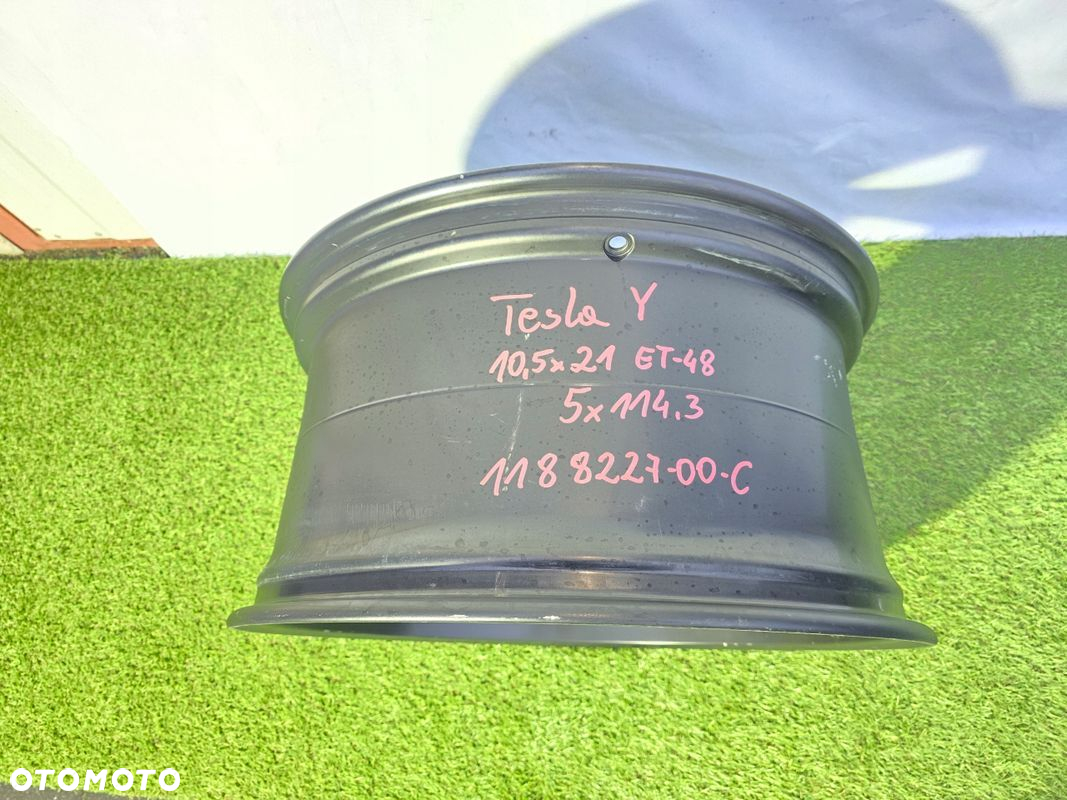 Tesla Y
10,5x21 ET-48
5x114.3
1188227-00-C
OTOMOTO